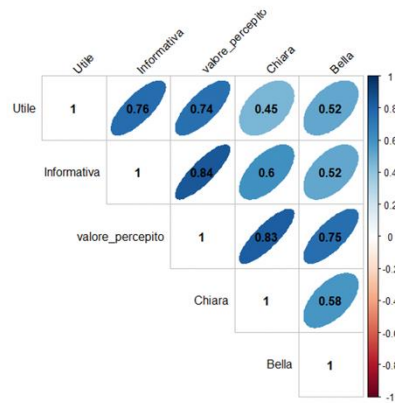 Utile
Informativa
valore_percepito
Chiara
Bella
Utile 1 0.76 0.74 0.45 0.52
Informativa 1 0.84 0.6 0.52
valore_percepito 1 0.83 0.75
Chiara 1 0.58
Bella 1
1
0.8
0.6
0.4
0.2
0
-0.2
-0.4
-0.6
-0.8
-1